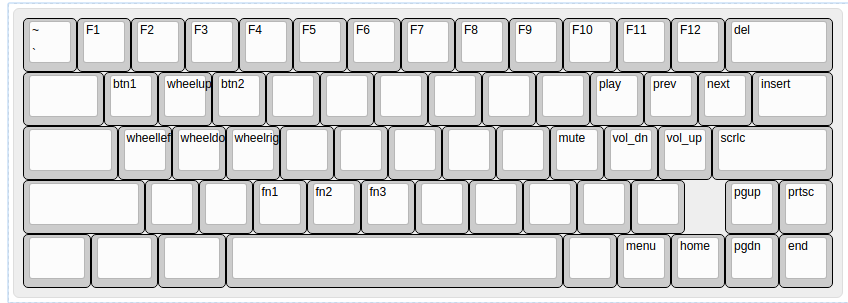 ~
`
F1
F2
F3
F4
F5
F6
F7
F8
F9
F10
F11
F12
del
btn1
wheelup
btn2
play
prev
next
insert
wheellef
wheeldo
wheelrig
mute
vol_dn
vol_up
scrlc
fn1
fn2
fn3
pgup
prtsc
menu
home
pgdn
end